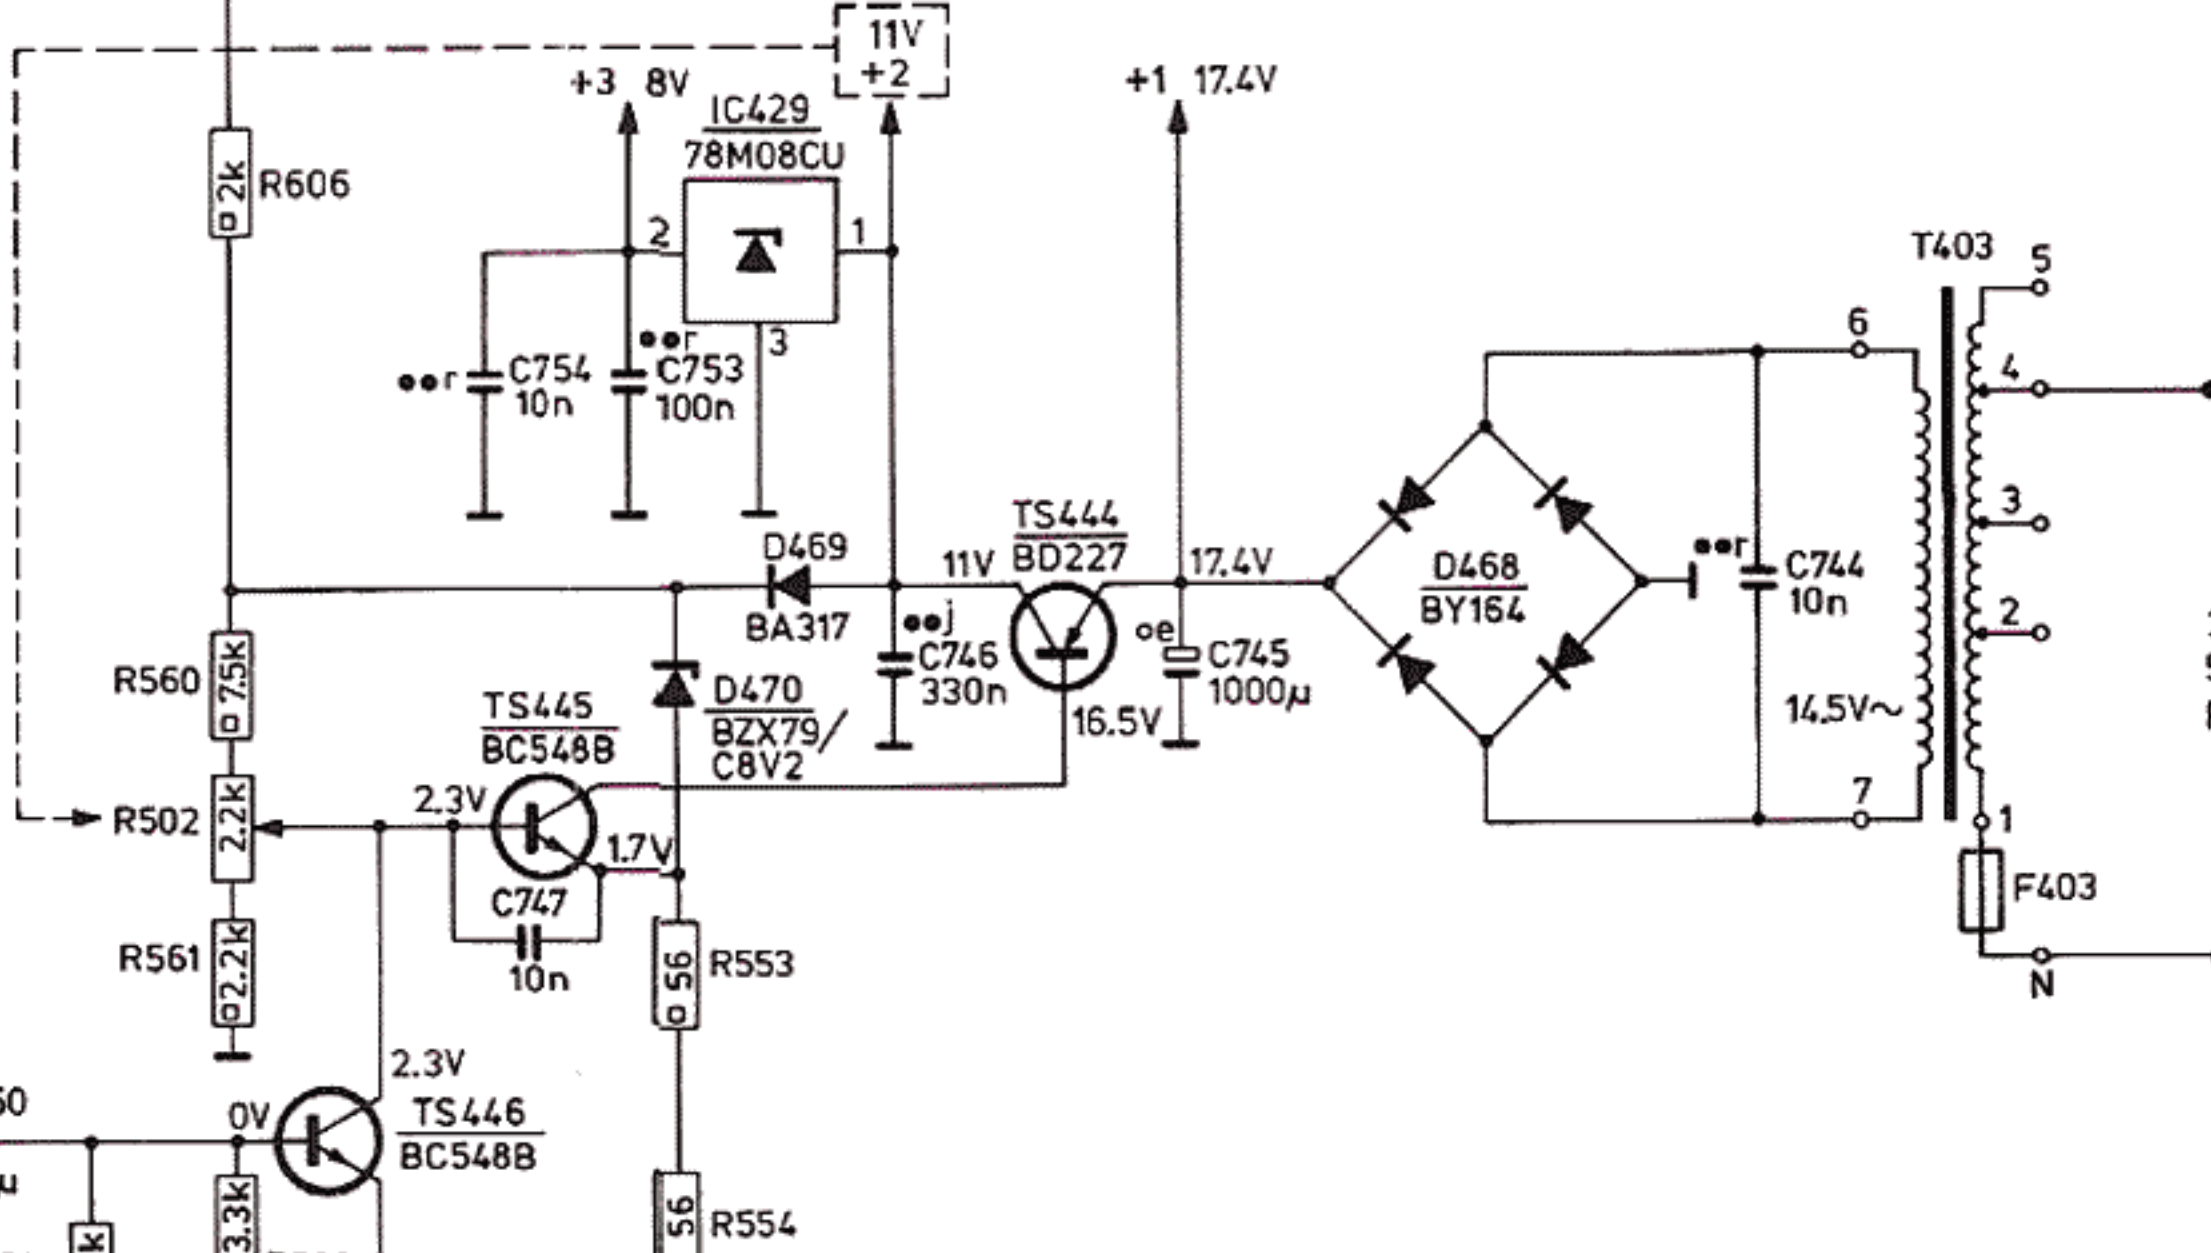 11V
+2
+3 8V
+1 17.4V
IC429
78M08CU
2k
R606
2
1
3
T403
5
6
4
C754
10n
C753
100n
3
TS444
BD227
D469
11V
17.4V
BA317
D468
BY164
C744
10n
2
C746
330n
C745
1000µ
R560
7.5k
TS445
BC548B
D470
BZX79/
C8V2
16.5V
14.5V~
2.3V
7
R502
2.2k
1
1.7V
C747
F403
10n
R561
2.2k
56
R553
N
2.3V
0V
TS446
BC548B
µ
3.3k
k
56
R554